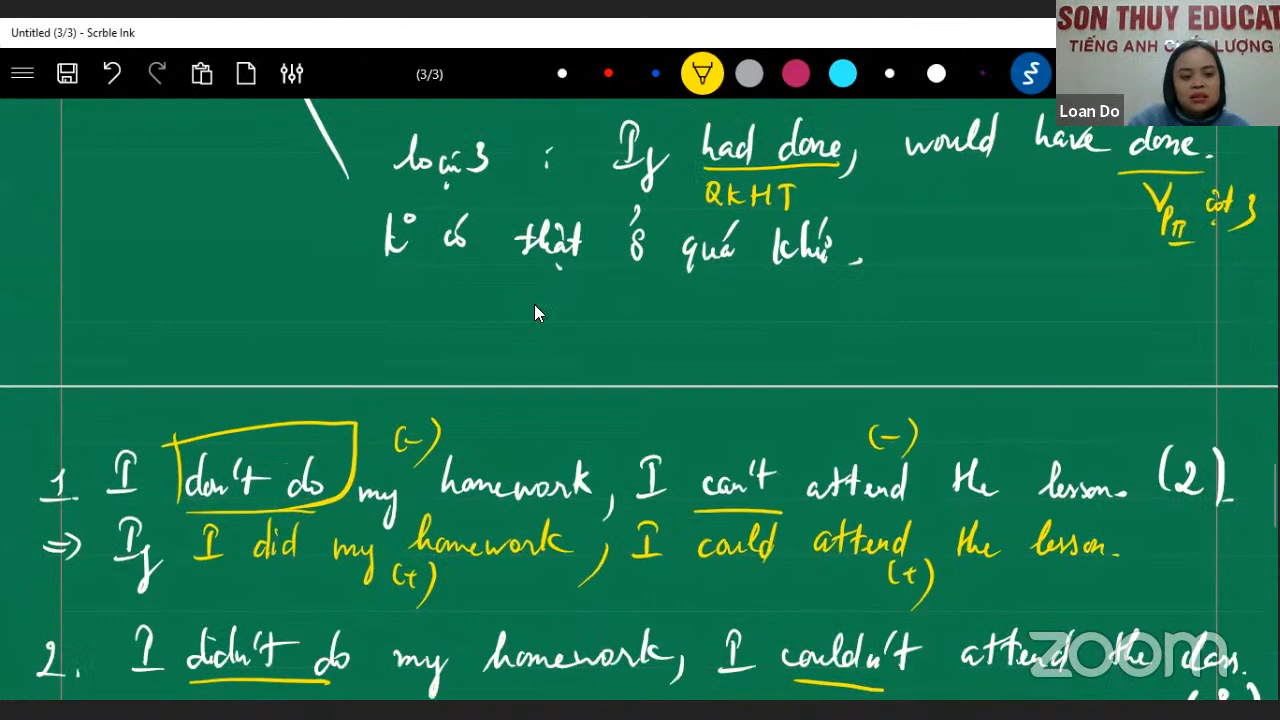 Untitled (3/3) - Scrble Ink
SON THUY EDUCAT
TIẾNG ANH CHẤT LƯỢNG
(3/3)
Loan Do
loại 3 : If had done, would have done.
QKHT
VpII cột 3
k° có thật ở quá khứ.
(-) (-)
1. I don't do my homework, I can't attend the lesson. (2)
=> If I did my homework, I could attend the lesson.
(+) (+)
2. I didn't do my homework, I couldn't attend the class.
zoom